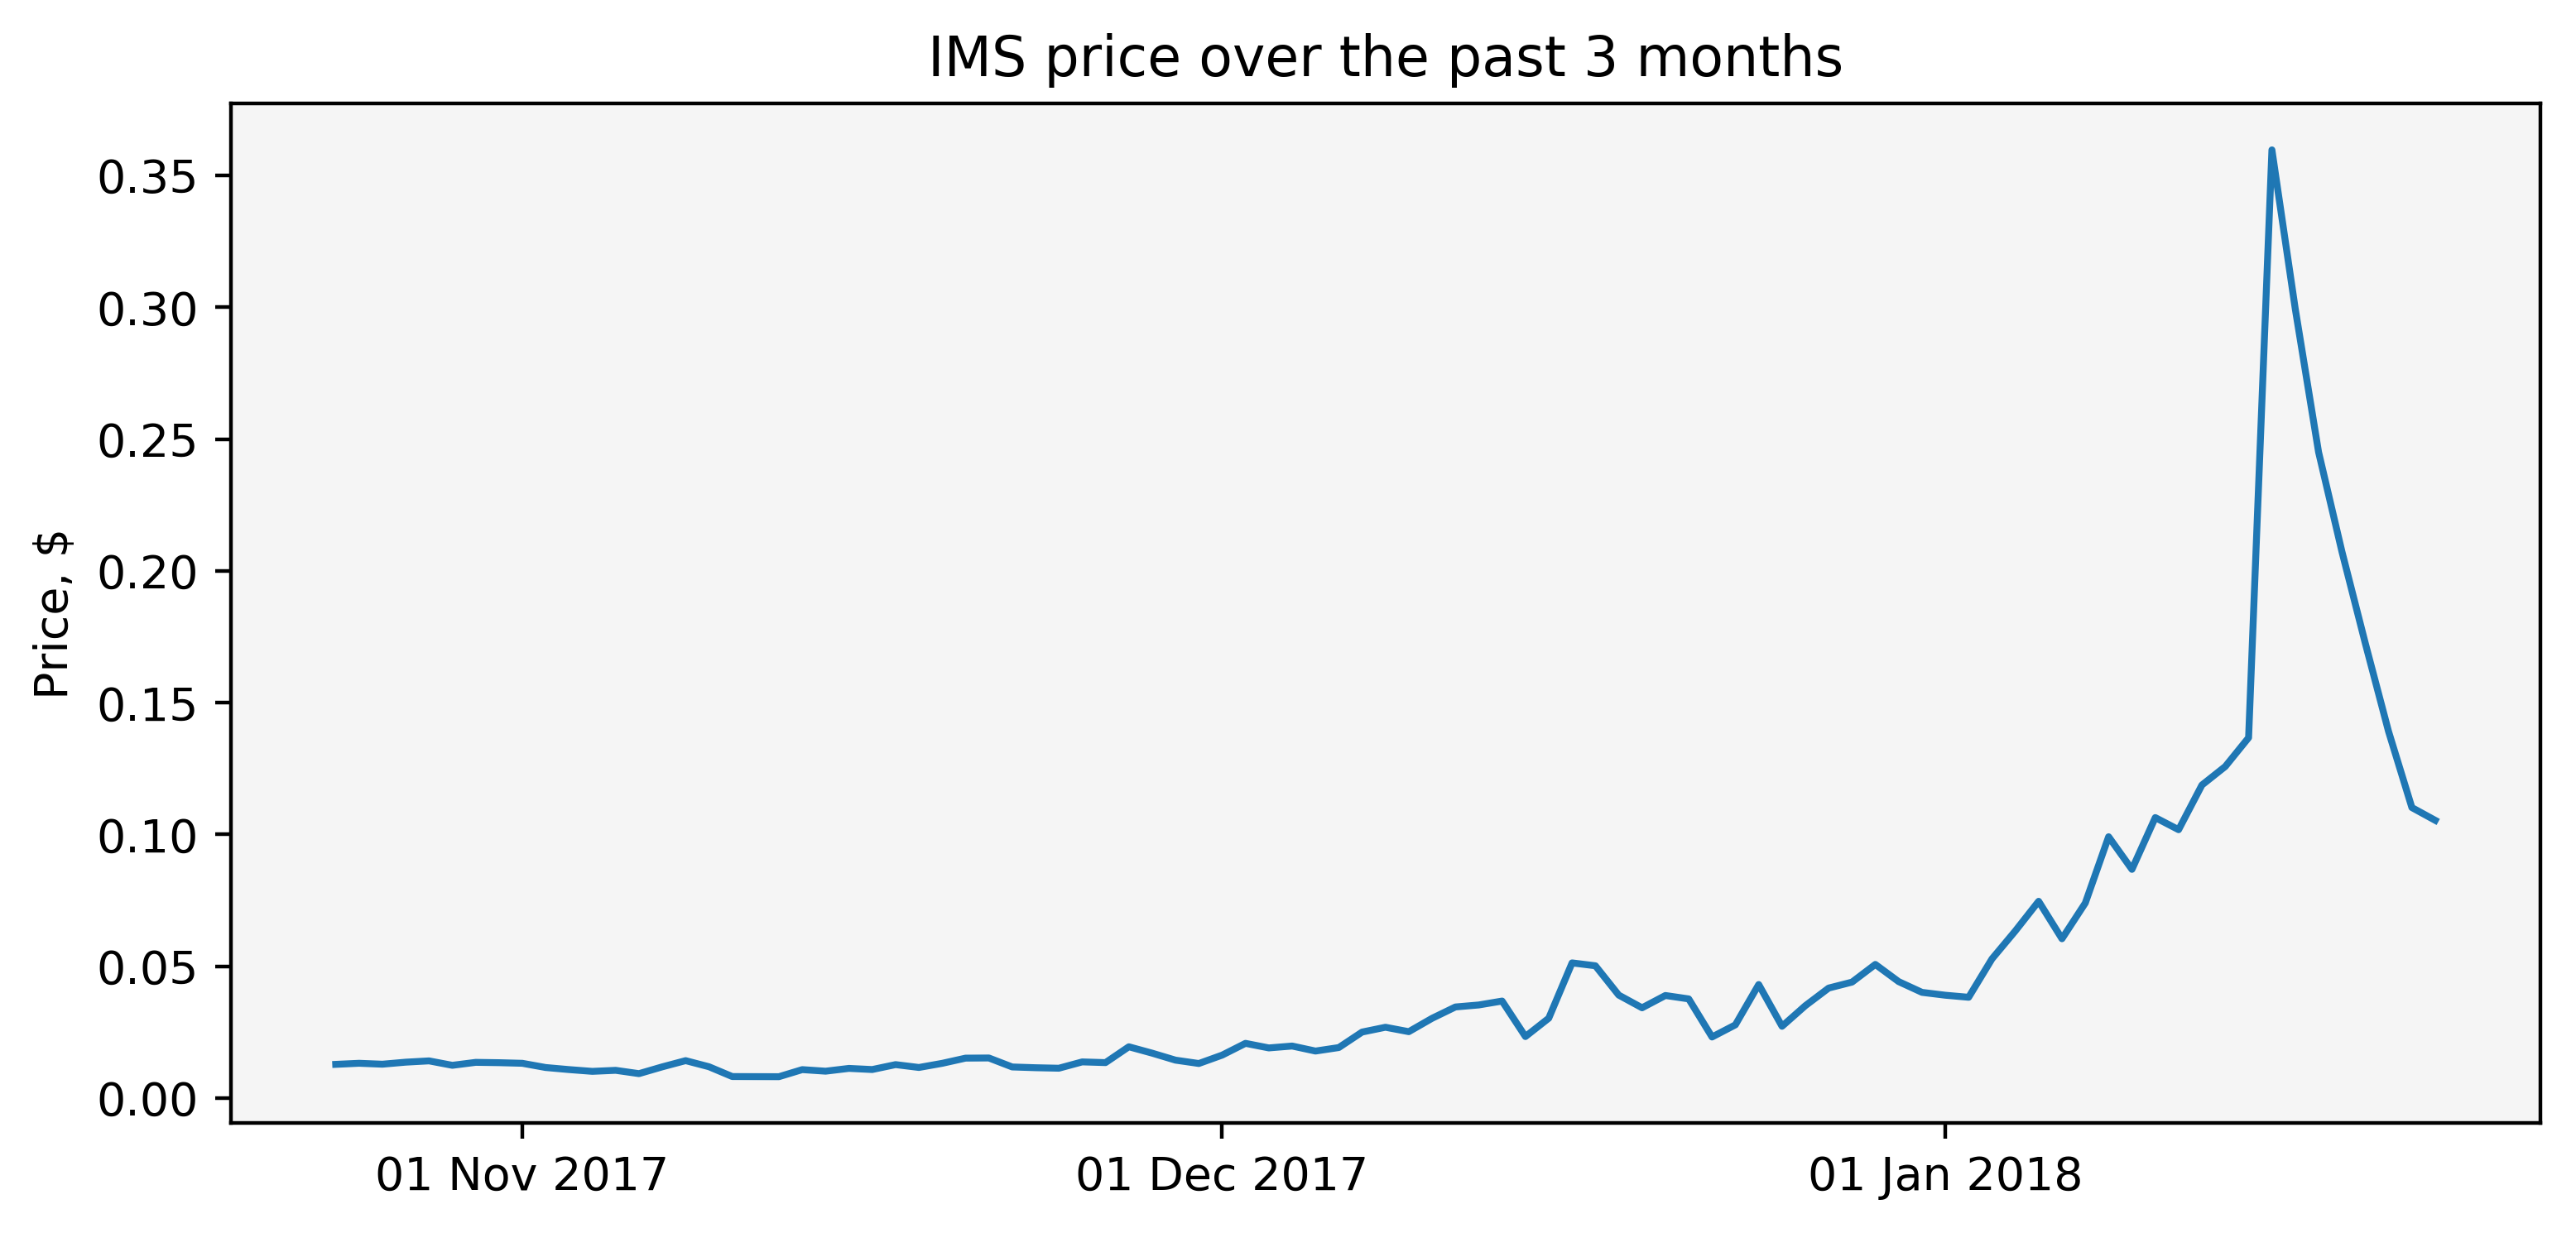 IMS price over the past 3 months
Price, $
0.35
0.30
0.25
0.20
0.15
0.10
0.05
0.00
01 Nov 2017
01 Dec 2017
01 Jan 2018